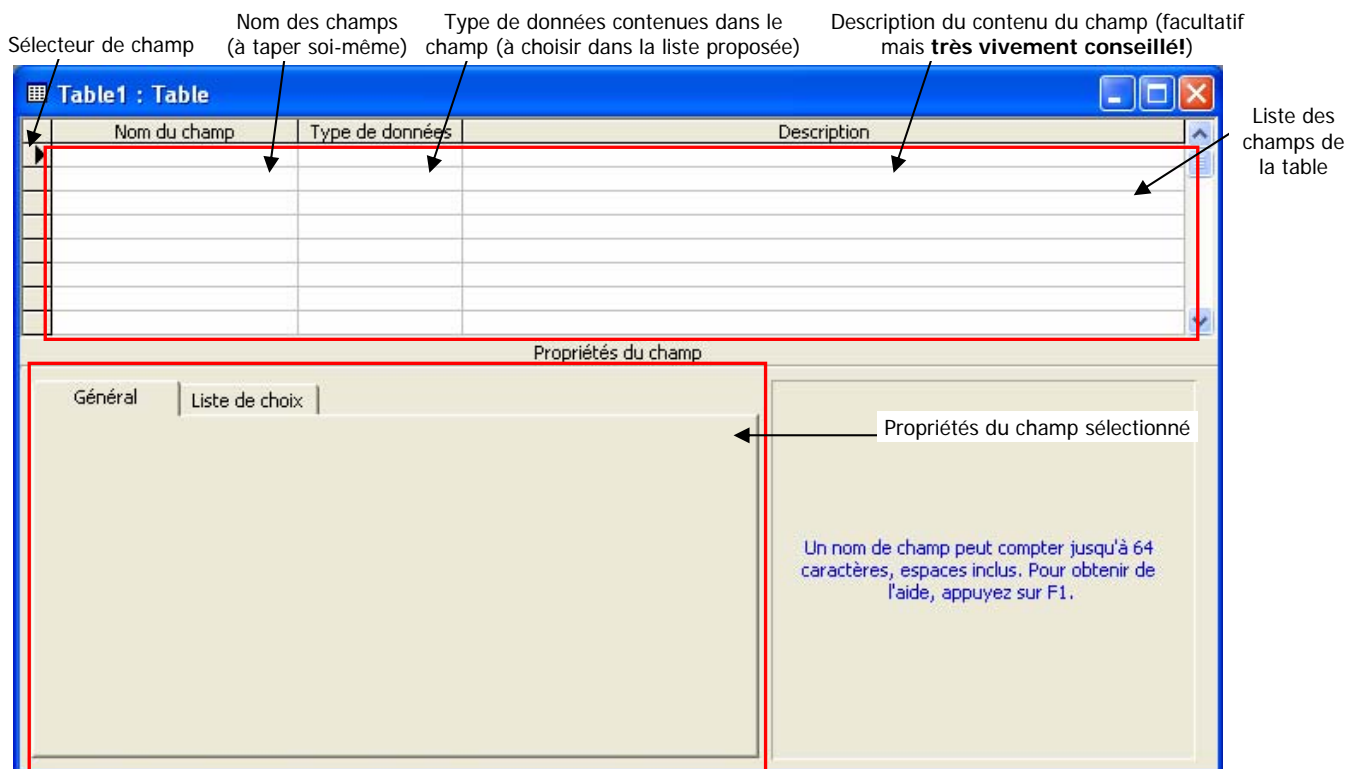 Sélecteur de champ
Nom des champs
(à taper soi-même)
Type de données contenues dans le
champ (à choisir dans la liste proposée)
Description du contenu du champ (facultatif
mais très vivement conseillé!)
Table1 : Table
Liste des
champs de
la table
Nom du champ
Type de données
Description
Propriétés du champ
Général
Liste de choix
Propriétés du champ sélectionné
Un nom de champ peut compter jusqu'à 64
caractères, espaces inclus. Pour obtenir de
l'aide, appuyez sur F1.